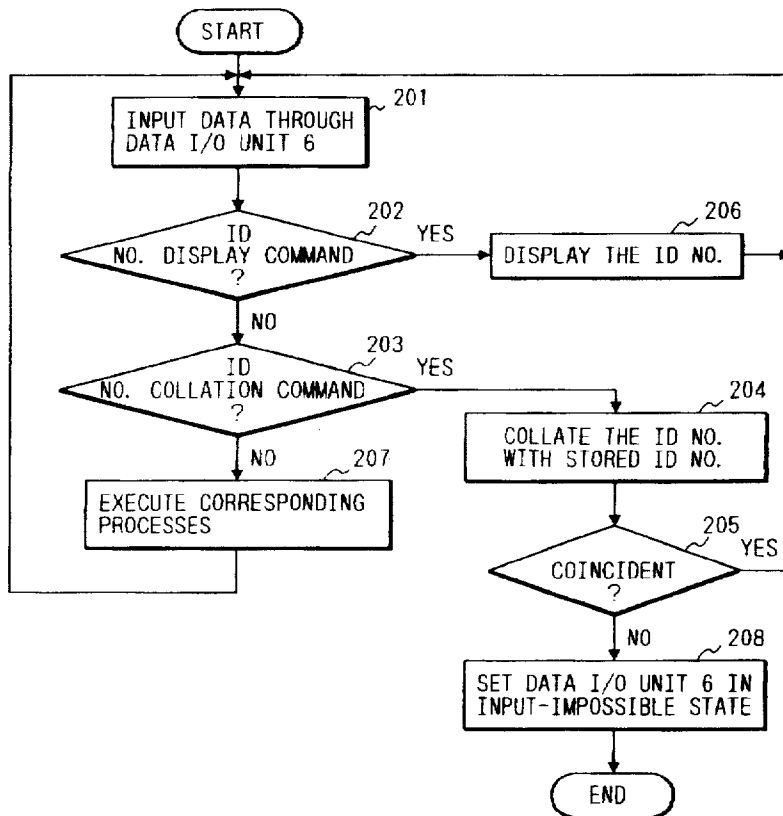 START
201
INPUT DATA THROUGH
DATA I/O UNIT 6
202
ID
NO. DISPLAY COMMAND
?
YES
206
DISPLAY THE ID NO.
NO
203
ID
NO. COLLATION COMMAND
?
YES
204
COLLATE THE ID NO.
WITH STORED ID NO.
NO
207
EXECUTE CORRESPONDING
PROCESSES
205
COINCIDENT
?
YES
NO
208
SET DATA I/O UNIT 6 IN
INPUT-IMPOSSIBLE STATE
END